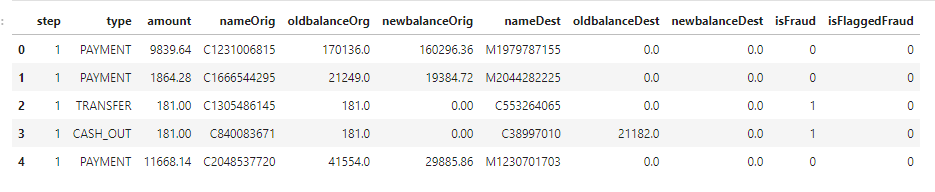 step type amount nameOrig oldbalanceOrg newbalanceOrig nameDest oldbalanceDest newbalanceDest isFraud isFlaggedFraud
0 1 PAYMENT 9839.64 C1231006815 170136.0 160296.36 M1979787155 0.0 0.0 0 0
1 1 PAYMENT 1864.28 C1666544295 21249.0 19384.72 M2044282225 0.0 0.0 0 0
2 1 TRANSFER 181.00 C1305486145 181.0 0.00 C553264065 0.0 0.0 1 0
3 1 CASH_OUT 181.00 C840083671 181.0 0.00 C38997010 21182.0 0.0 1 0
4 1 PAYMENT 11668.14 C2048537720 41554.0 29885.86 M1230701703 0.0 0.0 0 0